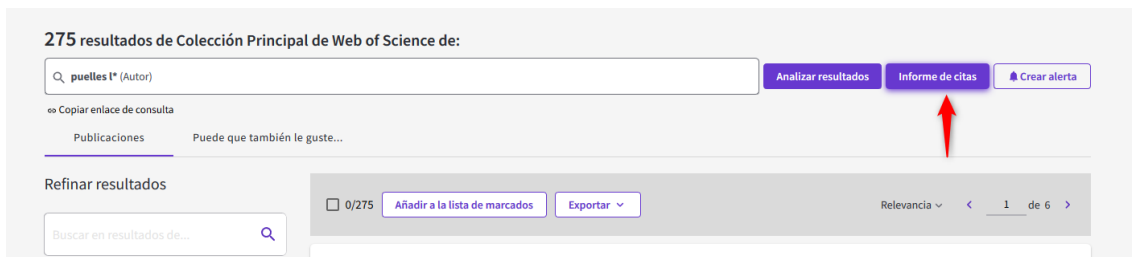 275 resultados de Colección Principal de Web of Science de:
puelles l* (Autor)
Analizar resultados
Informe de citas
Crear alerta
Copiar enlace de consulta
Publicaciones
Puede que también le guste...
Refinar resultados
0/275
Añadir a la lista de marcados
Exportar
Relevancia
1 de 6
Buscar en resultados de...